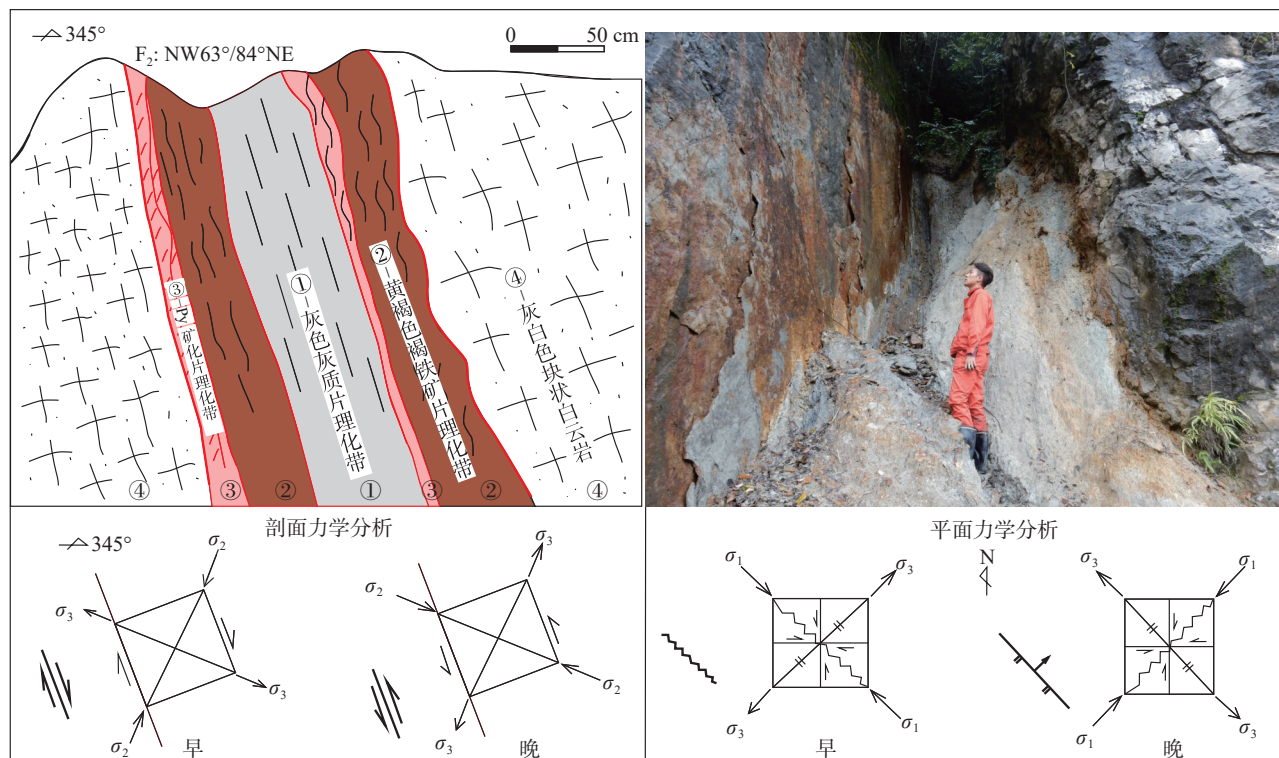 345°
F₂: NW63°/84°NE
0 50 cm
③-Py矿化片理化带
①-灰色灰质片理化带
②-黄褐色褐铁矿片理化带
④-灰白色块状白云岩
④ ③ ② ① ③ ② ④
剖面力学分析
345°
σ₂
σ₃
σ₃
σ₂
早
σ₃
σ₂
σ₂
σ₃
晚
平面力学分析
N
σ₁
σ₃
σ₃
σ₁
早
σ₃
σ₁
σ₁
σ₃
晚